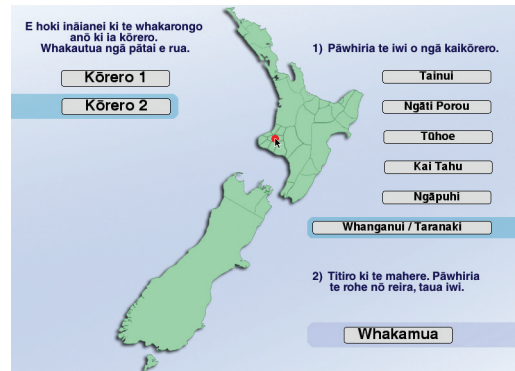 E hoki ināianei ki te whakarongo
anō ki ia kōrero.
Whakautua ngā pātai e rua.
Kōrero 1
Kōrero 2
1) Pāwhiria te iwi o ngā kaikōrero.
Tainui
Ngāti Porou
Tūhoe
Kai Tahu
Ngāpuhi
Whanganui / Taranaki
2) Titiro ki te mahere. Pāwhiria
te rohe nō reira, taua iwi.
Whakamua